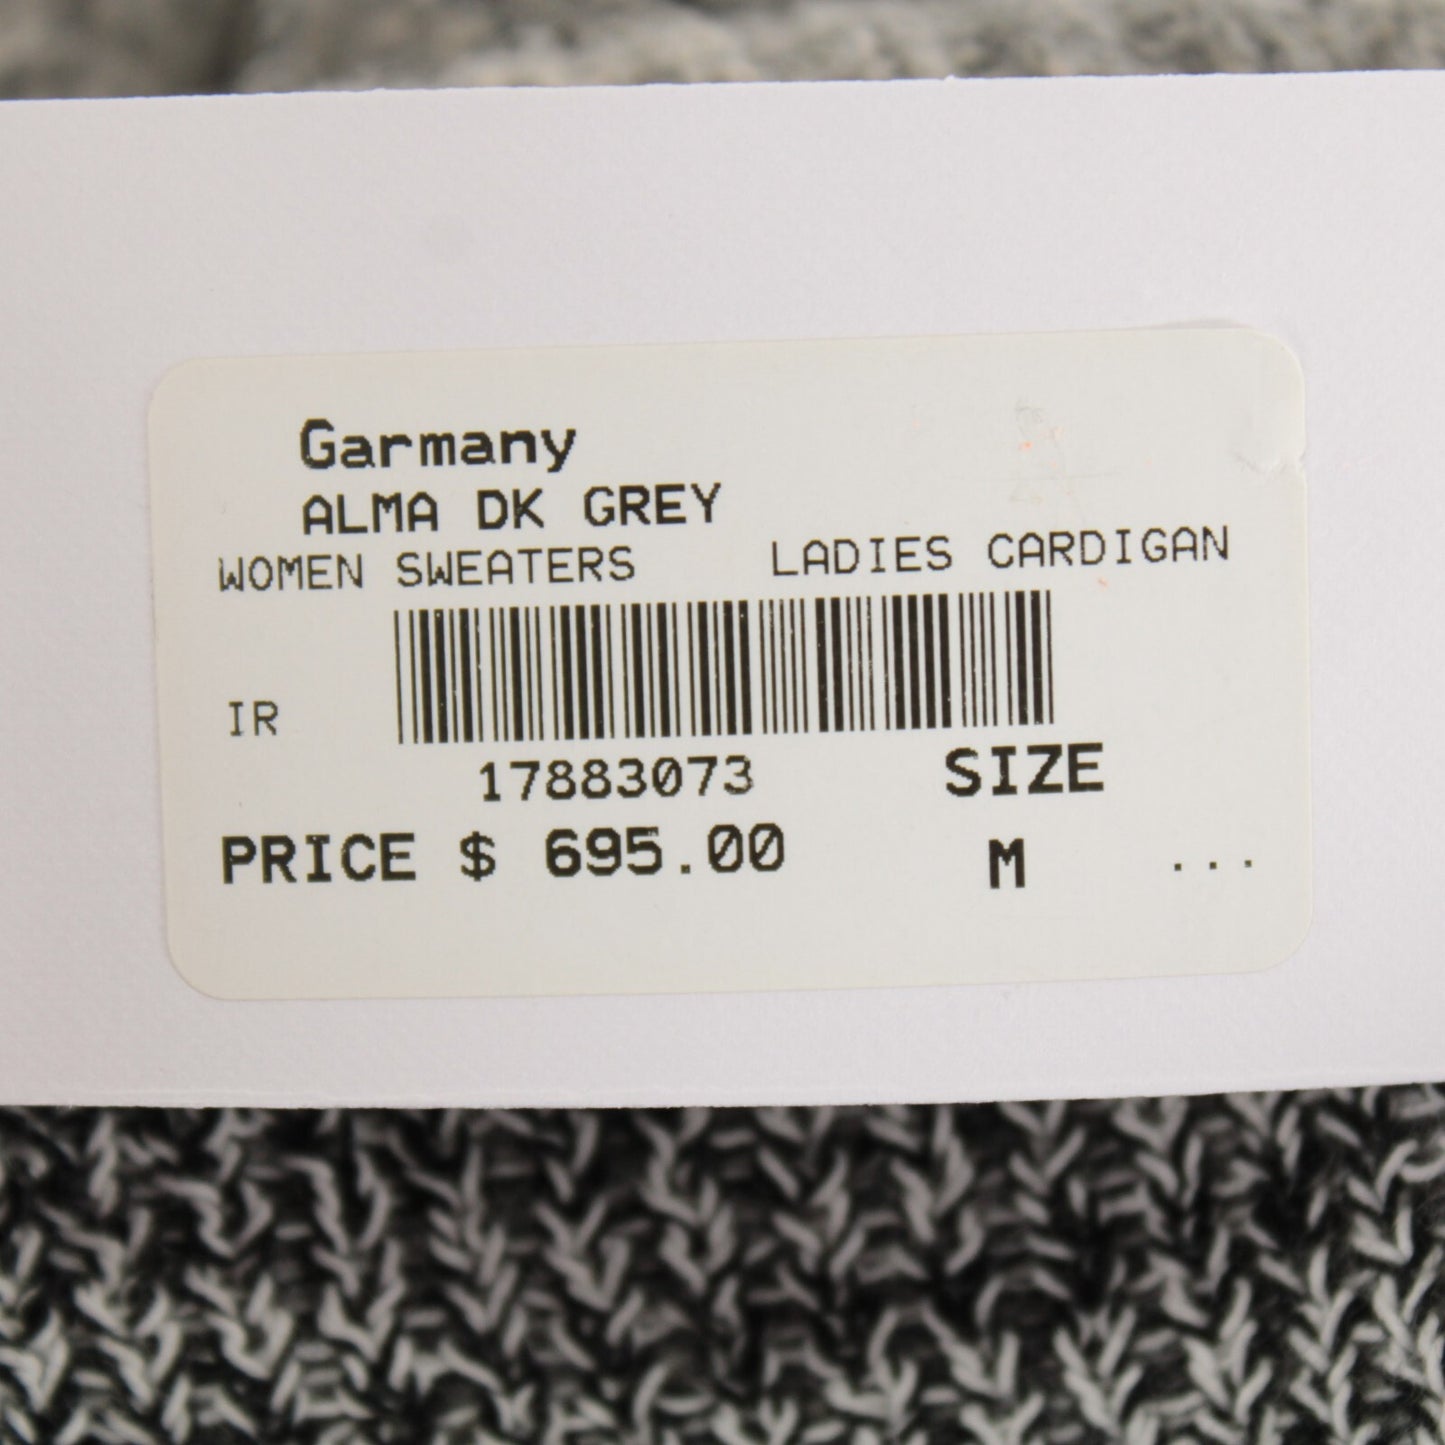 Garmany
ALMA DK GREY
WOMEN SWEATERS LADIES CARDIGAN
IR
17883073 SIZE
PRICE $ 695.00 M ...